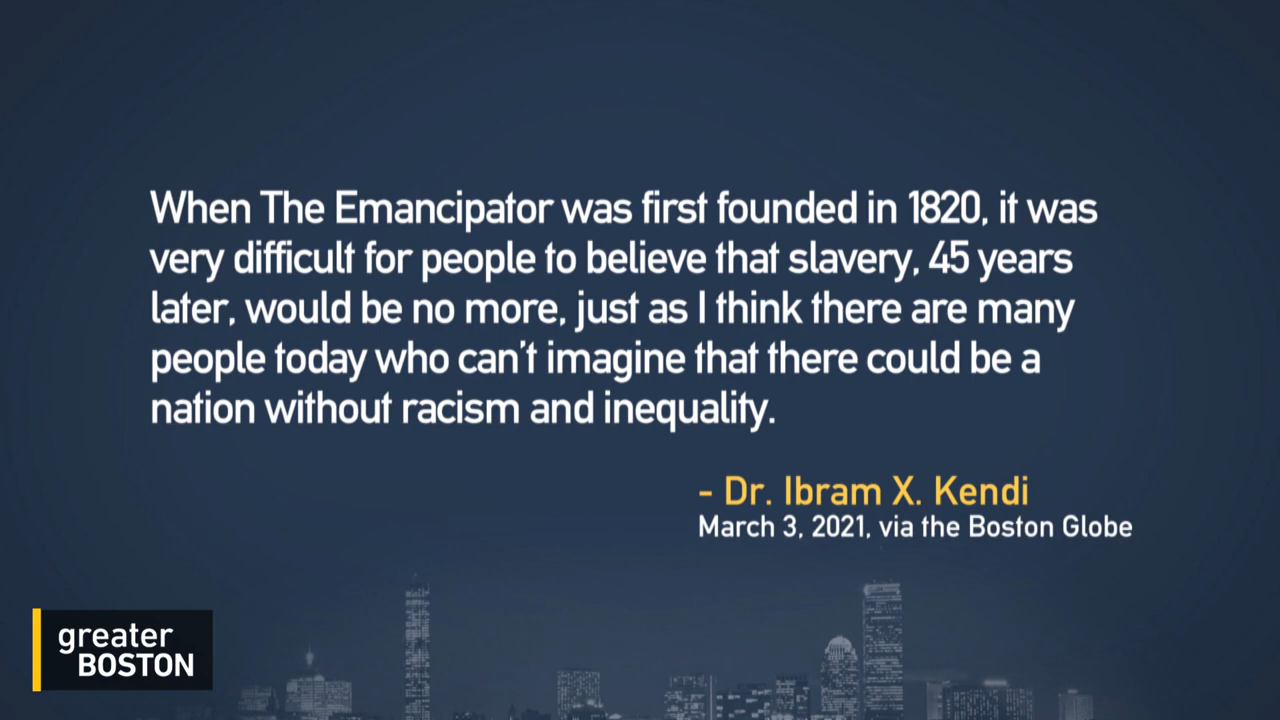 When The Emancipator was first founded in 1820, it was
very difficult for people to believe that slavery, 45 years
later, would be no more, just as I think there are many
people today who can't imagine that there could be a
nation without racism and inequality.
- Dr. Ibram X. Kendi
March 3, 2021, via the Boston Globe
greater
BOSTON